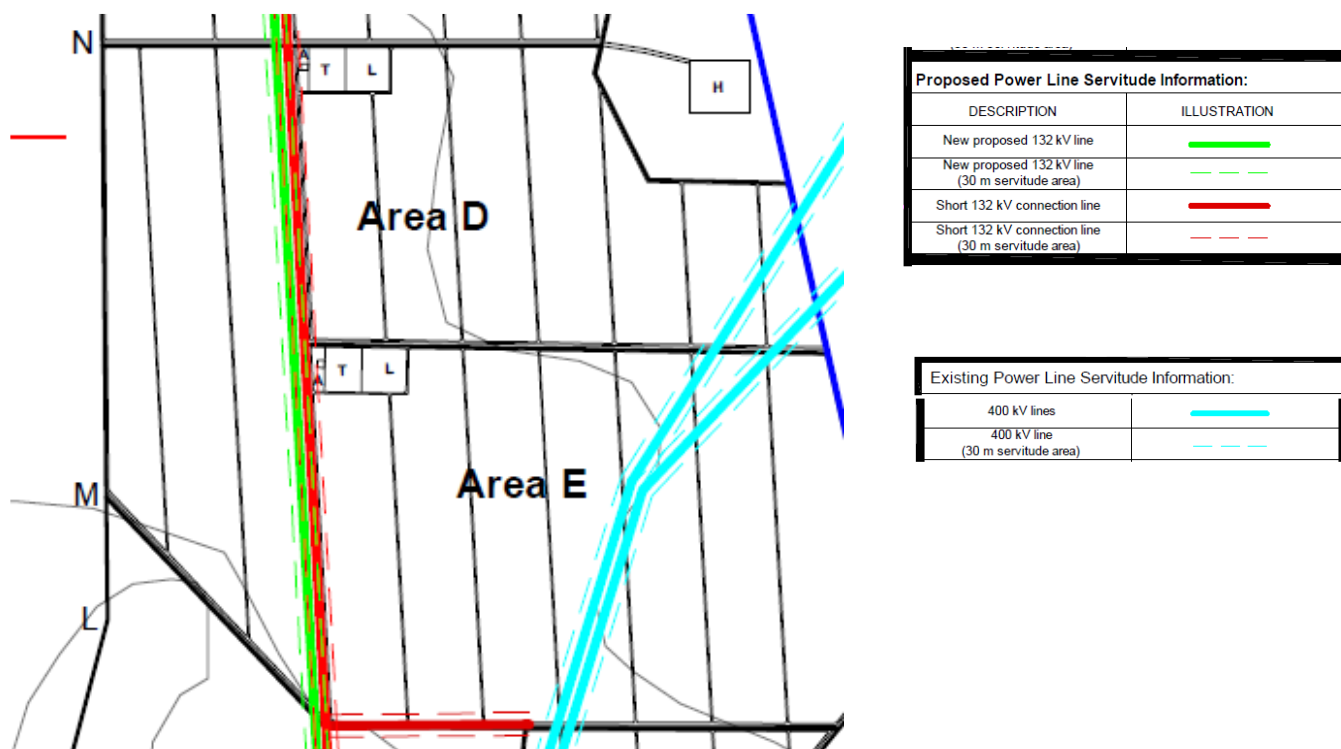 N
A
T
L
H
Area D
T
L
A
Area E
M
L
Proposed Power Line Servitude Information:
DESCRIPTION ILLUSTRATION
New proposed 132 kV line
New proposed 132 kV line
(30 m servitude area)
Short 132 kV connection line
Short 132 kV connection line
(30 m servitude area)
Existing Power Line Servitude Information:
400 kV lines
400 kV line
(30 m servitude area)